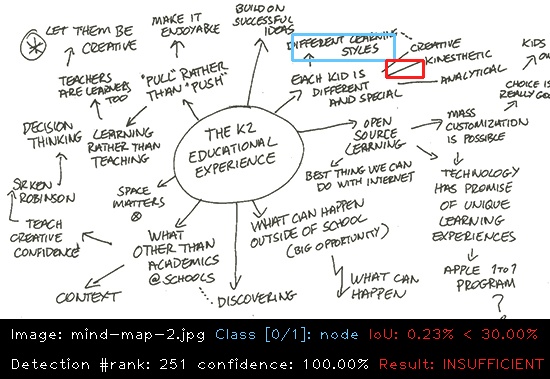 LET THEM BE
CREATIVE
MAKE IT
ENJOYABLE
BUILD ON
SUCCESSFUL
IDEAS
DIFFERENT LEARNING
STYLES
CREATIVE
KINESTHETIC
ANALYTICAL
KIDS
CHOICE IS
REALLY
TEACHERS
ARE LEARNERS
TOO
"PULL" RATHER
THAN "PUSH"
EACH KID IS
DIFFERENT
AND SPECIAL
DECISION
THINKING
LEARNING
RATHER THAN
TEACHING
THE K2
EDUCATIONAL
EXPERIENCE
OPEN
SOURCE
LEARNING
MASS
CUSTOMIZATION
IS POSSIBLE
BEST THING WE CAN
DO WITH INTERNET
SIR KEN
ROBINSON
SPACE
MATTERS
TECHNOLOGY
HAS PROMISE
OF UNIQUE
LEARNING
EXPERIENCES
TEACH
CREATIVE
CONFIDENCE
WHAT
OTHER THAN
ACADEMICS
@ SCHOOLS
WHAT CAN HAPPEN
OUTSIDE OF SCHOOL
(BIG OPPORTUNITY)
CONTEXT
DISCOVERING
WHAT CAN
HAPPEN
APPLE 1 TO 1
PROGRAM
?
Image: mind-map-2.jpg Class [0/1]: node IoU: 0.23% < 30.00%
Detection #rank: 251 confidence: 100.00% Result: INSUFFICIENT